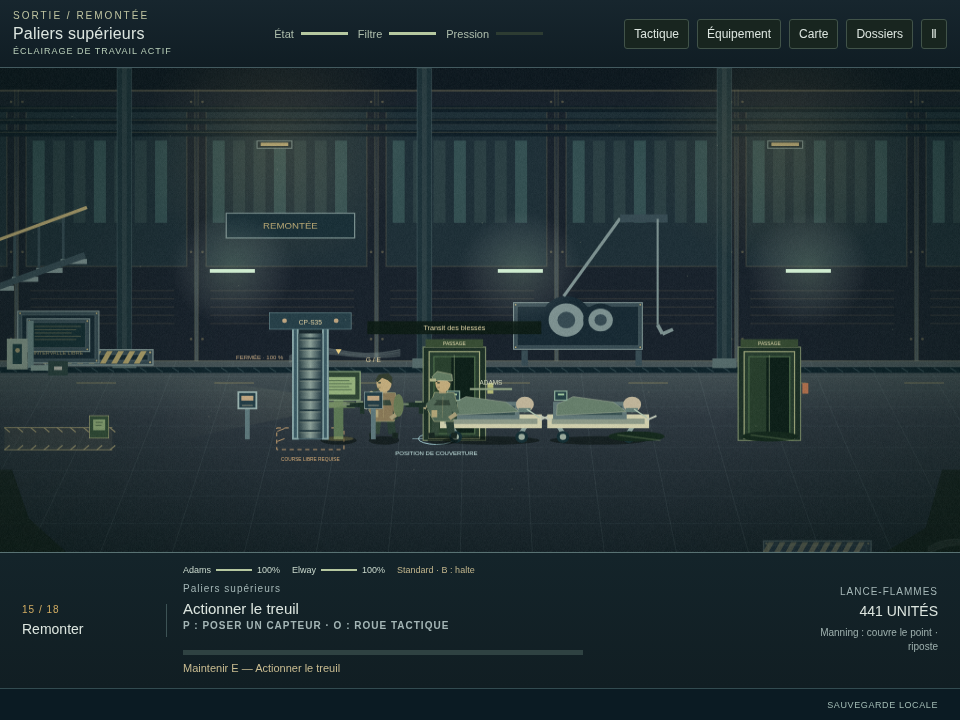 SORTIE / REMONTÉE
Paliers supérieurs
ÉCLAIRAGE DE TRAVAIL ACTIF
État
Filtre
Pression
Tactique
Équipement
Carte
Dossiers
II
REMONTÉE
CP-S35
Transit des blessés
FERMÉE · 100 %
G / E
PASSAGE
PASSAGE
ADAMS
POSITION DE COUVERTURE
COURSE LIBRE REQUISE
Adams 100% Elway 100% Standard · B : halte
Paliers supérieurs
15 / 18
Remonter
Actionner le treuil
P : POSER UN CAPTEUR · O : ROUE TACTIQUE
Maintenir E — Actionner le treuil
LANCE-FLAMMES
441 UNITÉS
Manning : couvre le point ·
riposte
SAUVEGARDE LOCALE